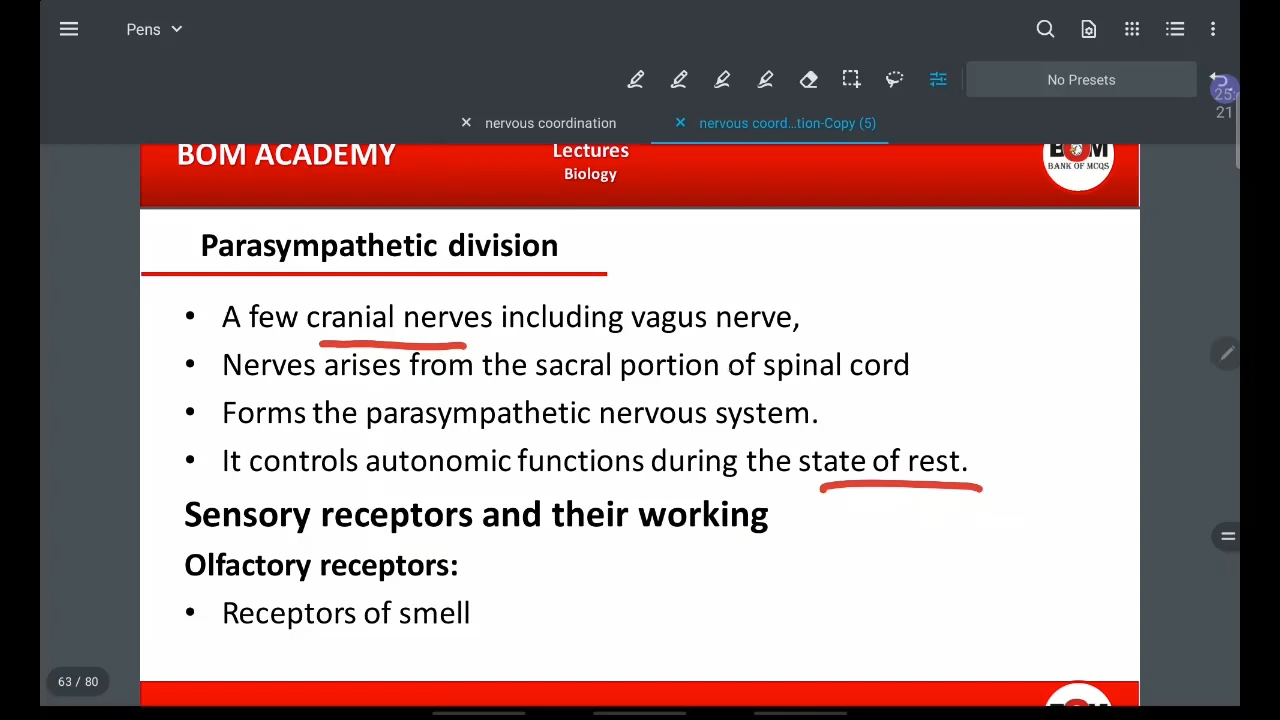 Pens
No Presets
25:
21
nervous coordination
nervous coord...tion-Copy (5)
BOM ACADEMY
Lectures
Biology
BOM
BANK OF MCQS
Parasympathetic division
• A few cranial nerves including vagus nerve,
• Nerves arises from the sacral portion of spinal cord
• Forms the parasympathetic nervous system.
• It controls autonomic functions during the state of rest.
Sensory receptors and their working
Olfactory receptors:
• Receptors of smell
63 / 80